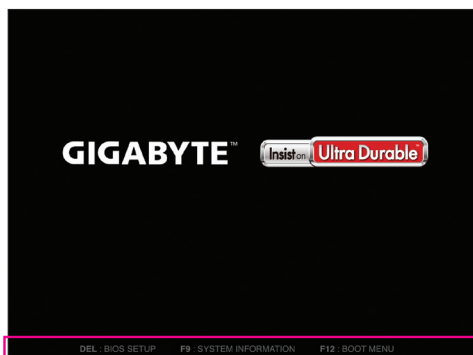 GIGABYTE™ Insist on Ultra Durable™
DEL : BIOS SETUP F9 : SYSTEM INFORMATION F12 : BOOT MENU